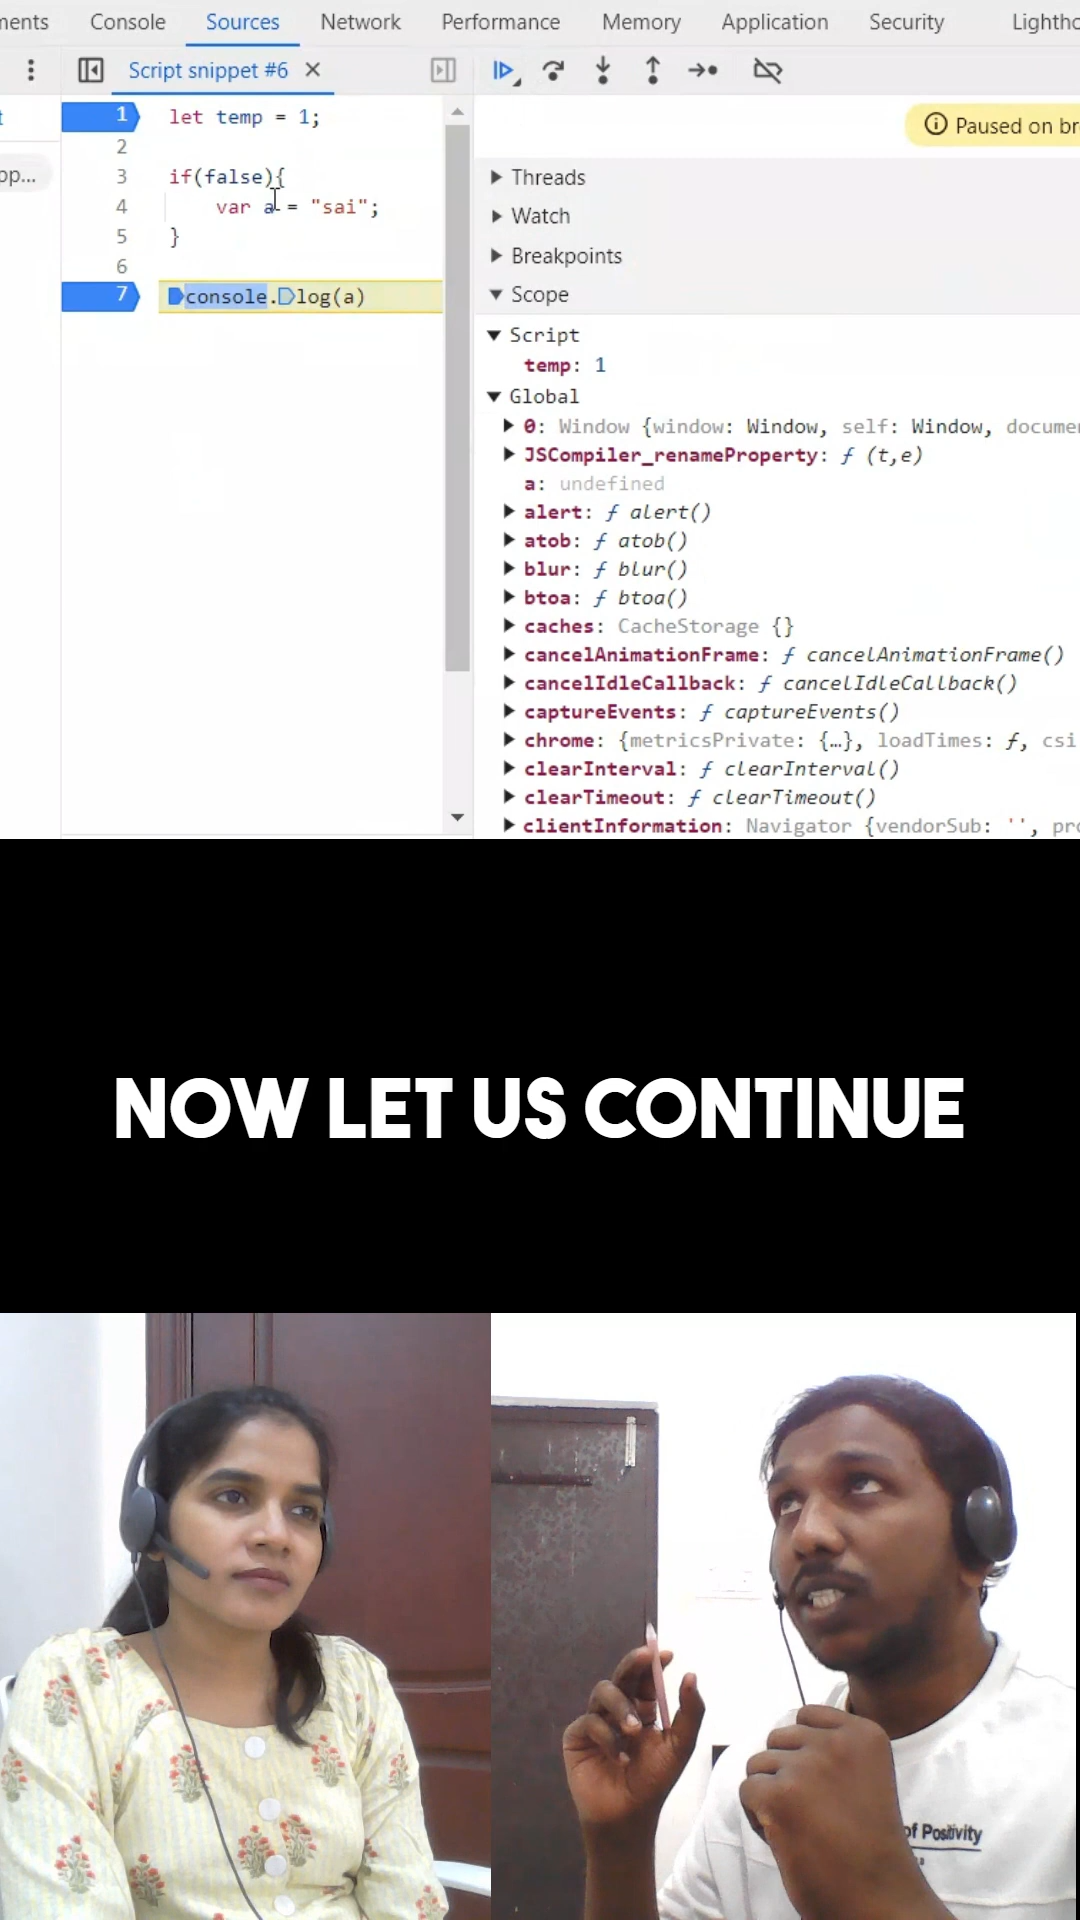 ments Console Sources Network Performance Memory Application Security Lightho
Script snippet #6
Paused on br
t
op...
1 let temp = 1;
2
3 if(false){
4 var a = "sai";
5 }
6
7 console.log(a)
Threads
Watch
Breakpoints
Scope
Script
temp: 1
Global
0: Window {window: Window, self: Window, docume
JSCompiler_renameProperty: ƒ (t,e)
a: undefined
alert: ƒ alert()
atob: ƒ atob()
blur: ƒ blur()
btoa: ƒ btoa()
caches: CacheStorage {}
cancelAnimationFrame: ƒ cancelAnimationFrame()
cancelIdleCallback: ƒ cancelIdleCallback()
captureEvents: ƒ captureEvents()
chrome: {metricsPrivate: {…}, loadTimes: ƒ, csi
clearInterval: ƒ clearInterval()
clearTimeout: ƒ clearTimeout()
clientInformation: Navigator {vendorSub: '', pro
NOW LET US CONTINUE
of Positivity